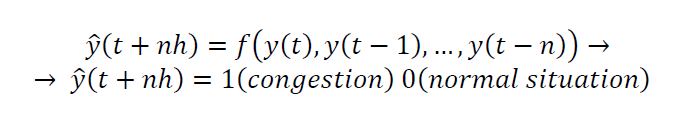 ŷ(t + nh) = f(y(t), y(t − 1), …, y(t − n)) →
→ ŷ(t + nh) = 1(congestion) 0(normal situation)